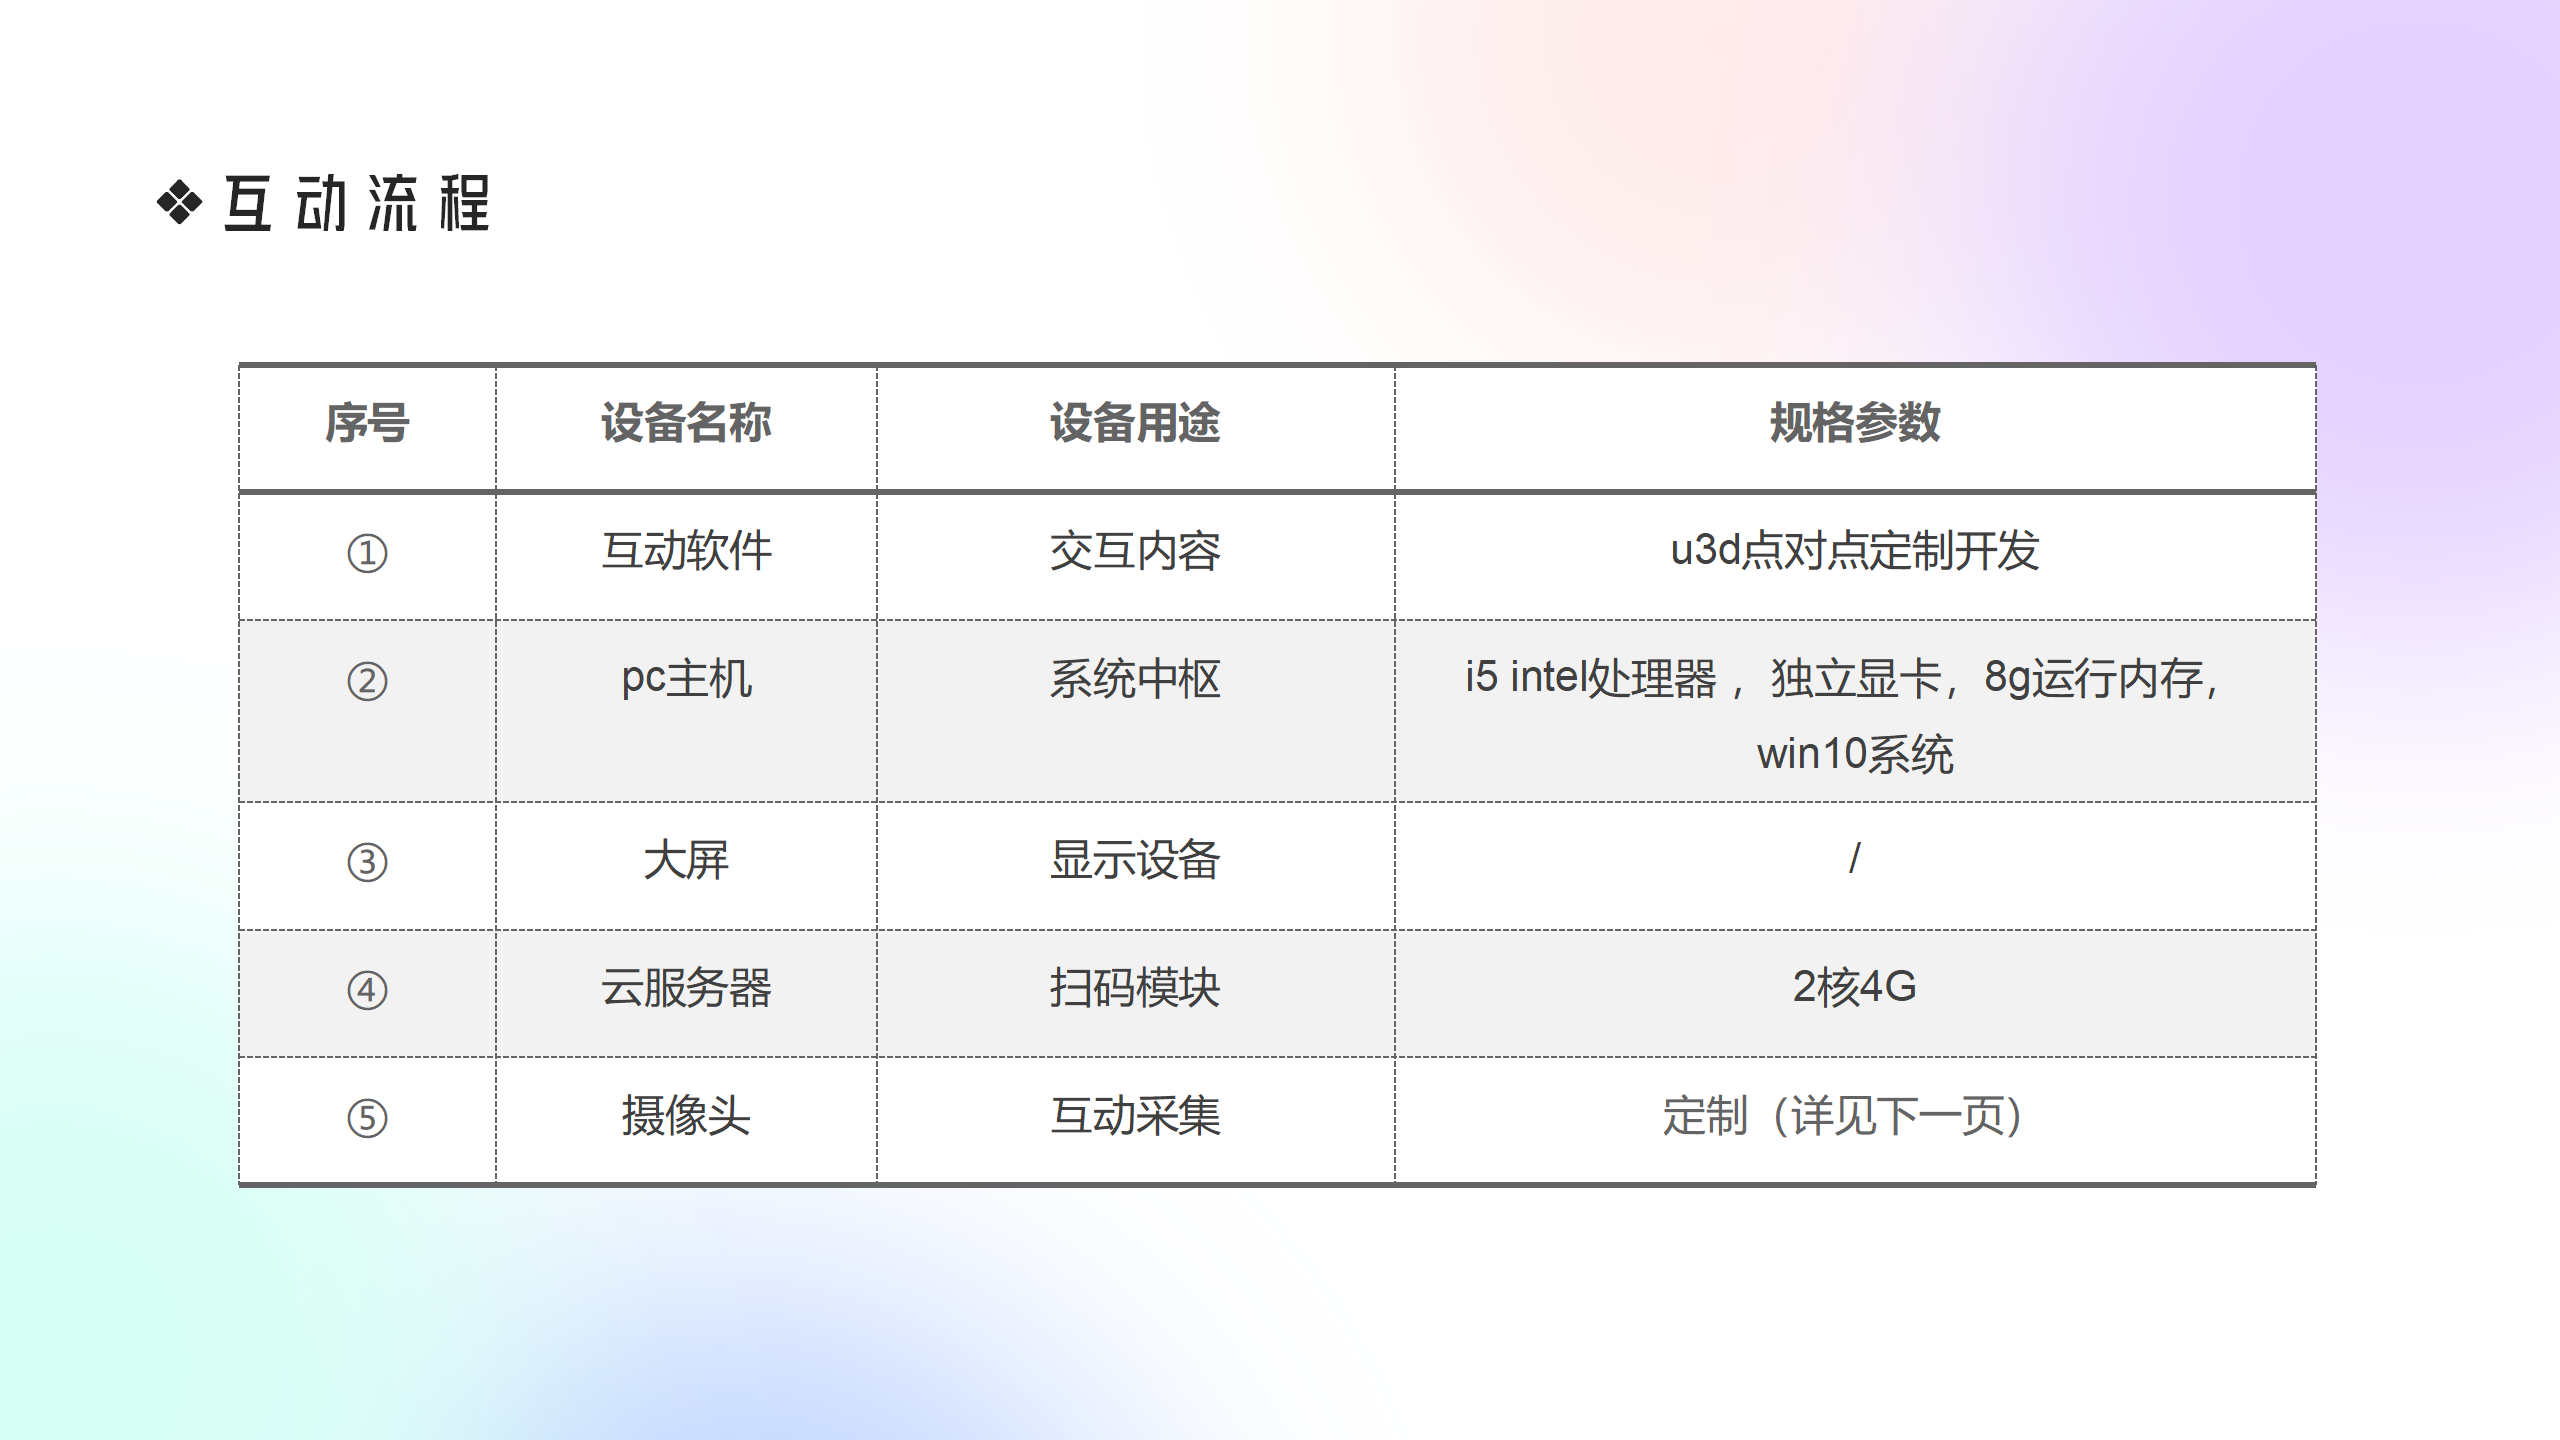 ❖互动流程
序号 设备名称 设备用途 规格参数
① 互动软件 交互内容 u3d点对点定制开发
② pc主机 系统中枢 i5 intel处理器 ，独立显卡，8g运行内存，
win10系统
③ 大屏 显示设备 /
④ 云服务器 扫码模块 2核4G
⑤ 摄像头 互动采集 定制（详见下一页）